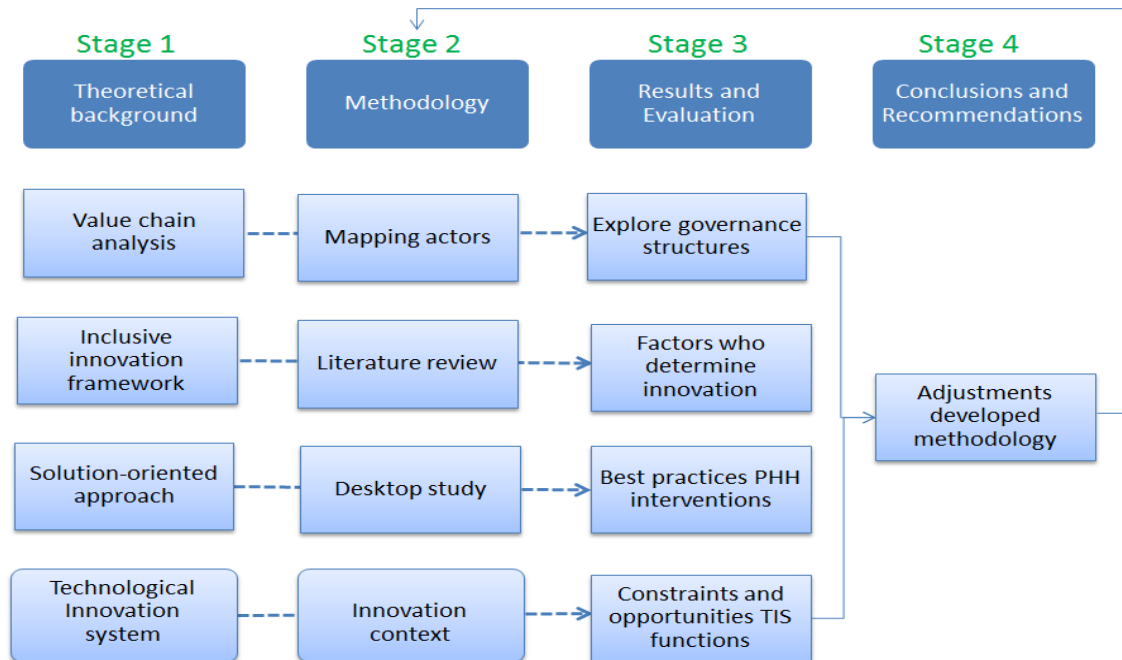 Stage 1
Stage 2
Stage 3
Stage 4
Theoretical
background
Methodology
Results and
Evaluation
Conclusions and
Recommendations
Value chain
analysis
Mapping actors
Explore governance
structures
Inclusive
innovation
framework
Literature review
Factors who
determine
innovation
Adjustments
developed
methodology
Solution-oriented
approach
Desktop study
Best practices PHH
interventions
Technological
Innovation
system
Innovation
context
Constraints and
opportunities TIS
functions